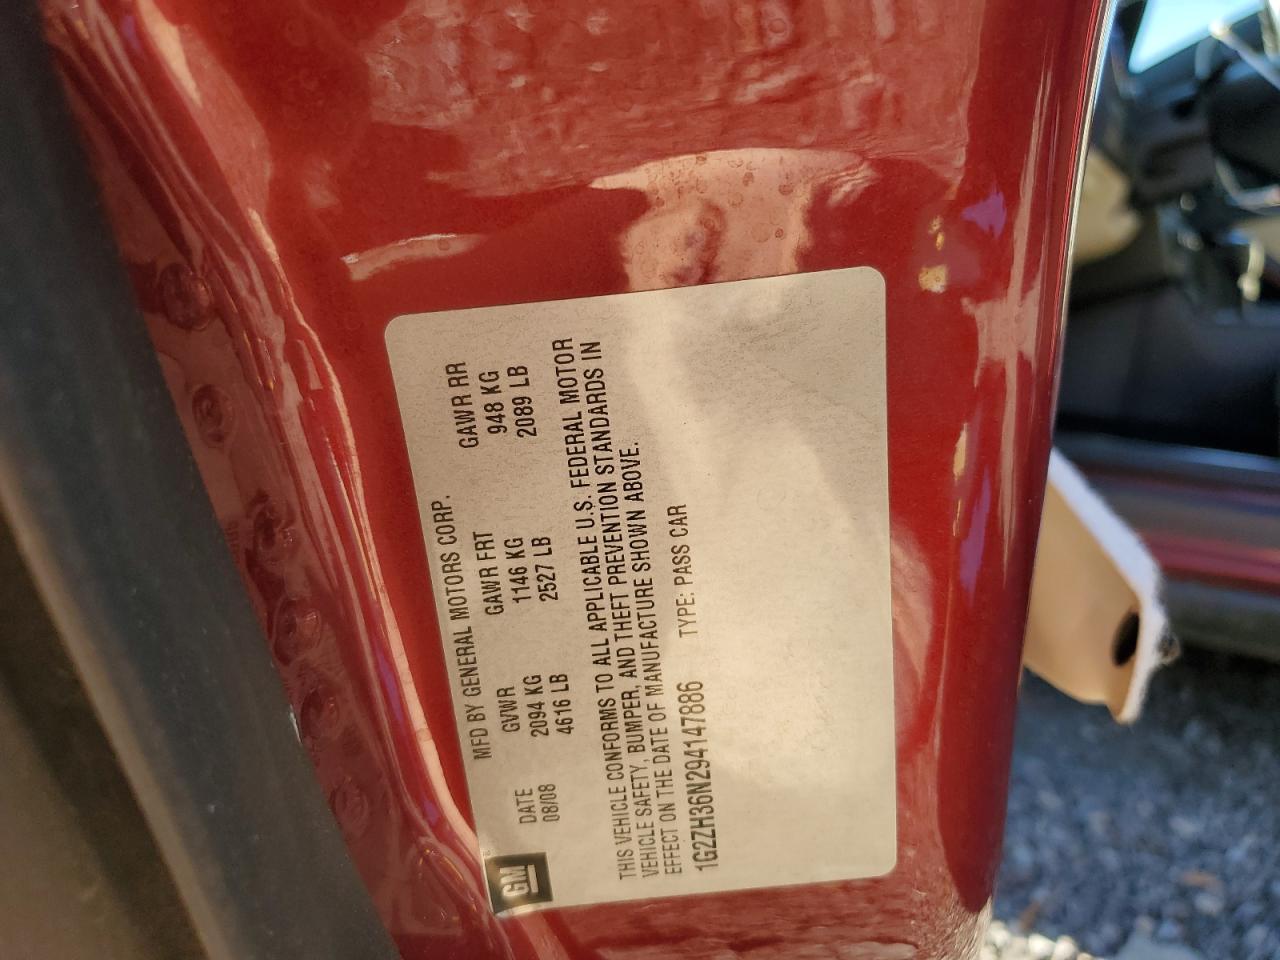 GM
MFD BY GENERAL MOTORS CORP.
DATE GVWR GAWR FRT GAWR RR
08/08 2094 KG 1146 KG 948 KG
4616 LB 2527 LB 2089 LB
THIS VEHICLE CONFORMS TO ALL APPLICABLE U.S. FEDERAL MOTOR
VEHICLE SAFETY, BUMPER, AND THEFT PREVENTION STANDARDS IN
EFFECT ON THE DATE OF MANUFACTURE SHOWN ABOVE.
1G2ZH36N294147886 TYPE: PASS CAR